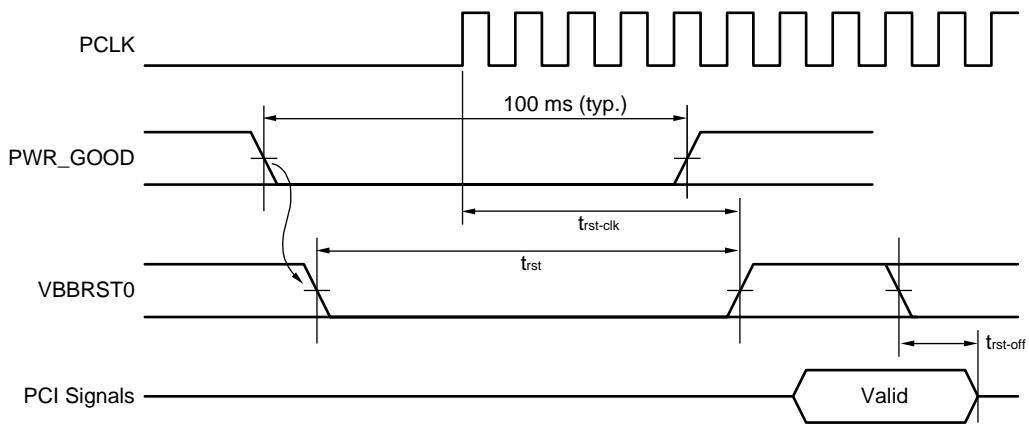 PCLK
100 ms (typ.)
PWR_GOOD
trst-clk
trst
VBBRST0
trst-off
PCI Signals
Valid